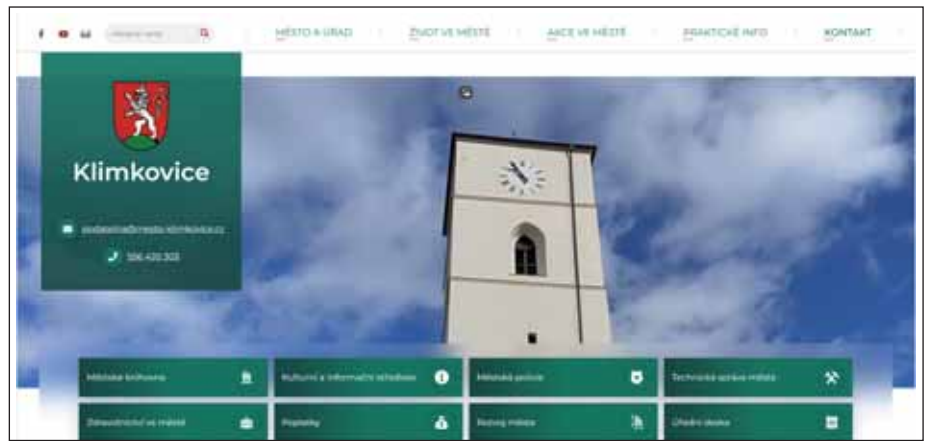 MĚSTO A ÚŘAD
ŽIVOT VE MĚSTĚ
AKCE VE MĚSTĚ
PRAKTICKÉ INFO
KONTAKT
Klimkovice
Městská knihovna
Kulturní a informační středisko
Městská policie
Technická správa města
Zdravotnictví ve městě
Poplatky
Rozvoj města
Úřední deska